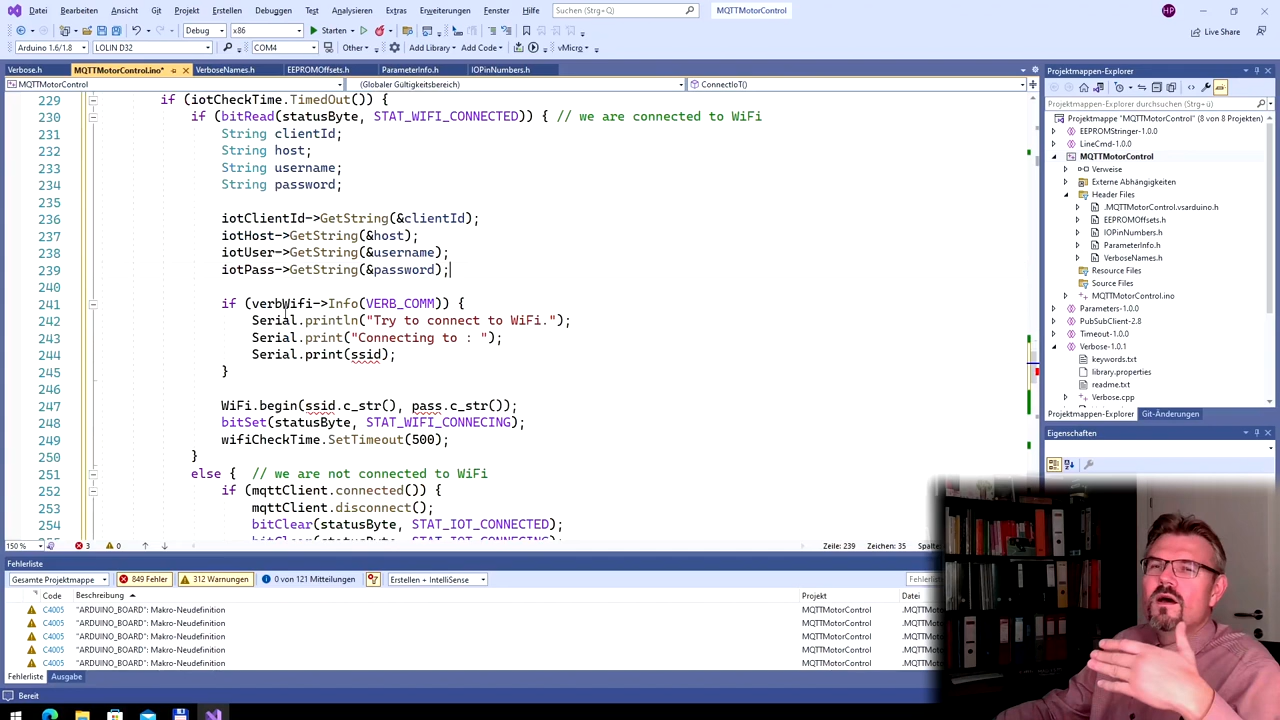 Datei Bearbeiten Ansicht Git Projekt Erstellen Debuggen Test Analysieren Extras Erweiterungen Fenster Hilfe Suchen (Strg+Q) MQTTMotorControl HP
Debug x86 Starten Live Share
Arduino 1.6/1.8 LOLIN D32 COM4 Other Add Library Add Code vMicro
Verbose.h MQTTMotorControl.ino* VerboseNames.h EEPROMOffsets.h ParameterInfo.h IOPinNumbers.h
MQTTMotorControl (Globaler Gültigkeitsbereich) ConnectIoT()
229 if (iotCheckTime.TimedOut()) {
230 if (bitRead(statusByte, STAT_WIFI_CONNECTED)) { // we are connected to WiFi
231 String clientId;
232 String host;
233 String username;
234 String password;
235
236 iotClientId->GetString(&clientId);
237 iotHost->GetString(&host);
238 iotUser->GetString(&username);
239 iotPass->GetString(&password);
240
241 if (verbWifi->Info(VERB_COMM)) {
242 Serial.println("Try to connect to WiFi.");
243 Serial.print("Connecting to : ");
244 Serial.print(ssid);
245 }
246
247 WiFi.begin(ssid.c_str(), pass.c_str());
248 bitSet(statusByte, STAT_WIFI_CONNECING);
249 wifiCheckTime.SetTimeout(500);
250 }
251 else { // we are not connected to WiFi
252 if (mqttClient.connected()) {
253 mqttClient.disconnect();
254 bitClear(statusByte, STAT_IOT_CONNECTED);
150 % 3 0 Zeile: 239 Zeichen: 35
Fehlerliste
Gesamte Projektmappe 849 Fehler 312 Warnungen 0 von 121 Mitteilungen Erstellen + IntelliSense
Code Beschreibung Projekt Datei
C4005 "ARDUINO_BOARD": Makro-Neudefinition MQTTMotorControl
C4005 "ARDUINO_BOARD": Makro-Neudefinition MQTTMotorControl
C4005 "ARDUINO_BOARD": Makro-Neudefinition MQTTMotorControl
C4005 "ARDUINO_BOARD": Makro-Neudefinition MQTTMotorControl
C4005 "ARDUINO_BOARD": Makro-Neudefinition MQTTMotorControl
Fehlerliste Ausgabe
Bereit
Projektmappen-Explorer
Projektmappen-Explorer durchsuchen (Strg+ü)
Projektmappe "MQTTMotorControl" (8 von 8 Projekten)
EEPROMStringer-1.0.0
LineCmd-1.0.0
MQTTMotorControl
Verweise
Externe Abhängigkeiten
Header Files
.MQTTMotorControl.vsarduino.h
EEPROMOffsets.h
IOPinNumbers.h
ParameterInfo.h
VerboseNames.h
Resource Files
Source Files
MQTTMotorControl.ino
Parameters-1.0.0
PubSubClient-2.8
Timeout-1.0.0
Verbose-1.0.1
keywords.txt
library.properties
readme.txt
Verbose.cpp
Projektmappen-Explorer Git-Änderungen
Eigenschaften